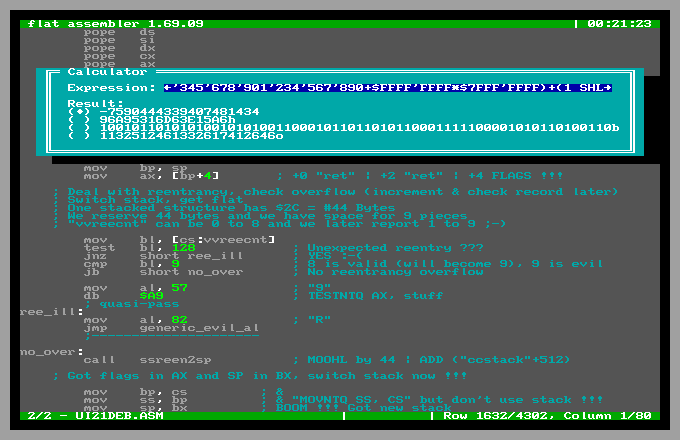 flat assembler 1.69.09 | 00:21:23
pope ds
pope si
pope dx
pope cx
pope ax
Calculator
Expression: ←'345'678'901'234'567'890+$FFFF'FFFF*$7FFF'FFFF)+(1 SHL→
Result:
(•) -7590444339407481434
( ) 96A95316D63E15A6h
( ) 1001011010101001010100110001011011010110001111100001010110100110b
( ) 1132512461332617412646o
mov bp, sp
mov ax, [bp+4] ; +0 "ret" | +2 "ret" | +4 FLAGS !!!
; Deal with reentrancy, check overflow (increment & check record later)
; Switch stack, get flat
; One stacked structure has $2C = #44 Bytes
; We reserve 44 bytes and we have space for 9 pieces
; "vvreecnt" can be 0 to 8 and we later report 1 to 9 ;-)
mov bl, [cs:vvreecnt]
test bl, 128 ; Unexpected reentry ???
jnz short ree_ill ; YES :-(
cmp bl, 9 ; 8 is valid (will become 9), 9 is evil
jb short no_over ; No reentrancy overflow
mov al, 57 ; "9"
db $A9 ; TESTNTQ AX, stuff
; quasi-pass
ree_ill:
mov al, 82 ; "R"
jmp generic_evil_al
;---------------------
no_over:
call ssreen2sp ; MOOHL by 44 | ADD ("ccstack"+512)
; Got flags in AX and SP in BX, switch stack now !!!
mov bp, cs ; &
mov ss, bp ; & "MOVNTQ SS, CS" but don't use stack !!!
mov sp, bx ; BOOM !!! Got new stack
2/2 - UIZ1DEB.ASM | | Row 1632/4302, Column 1/80